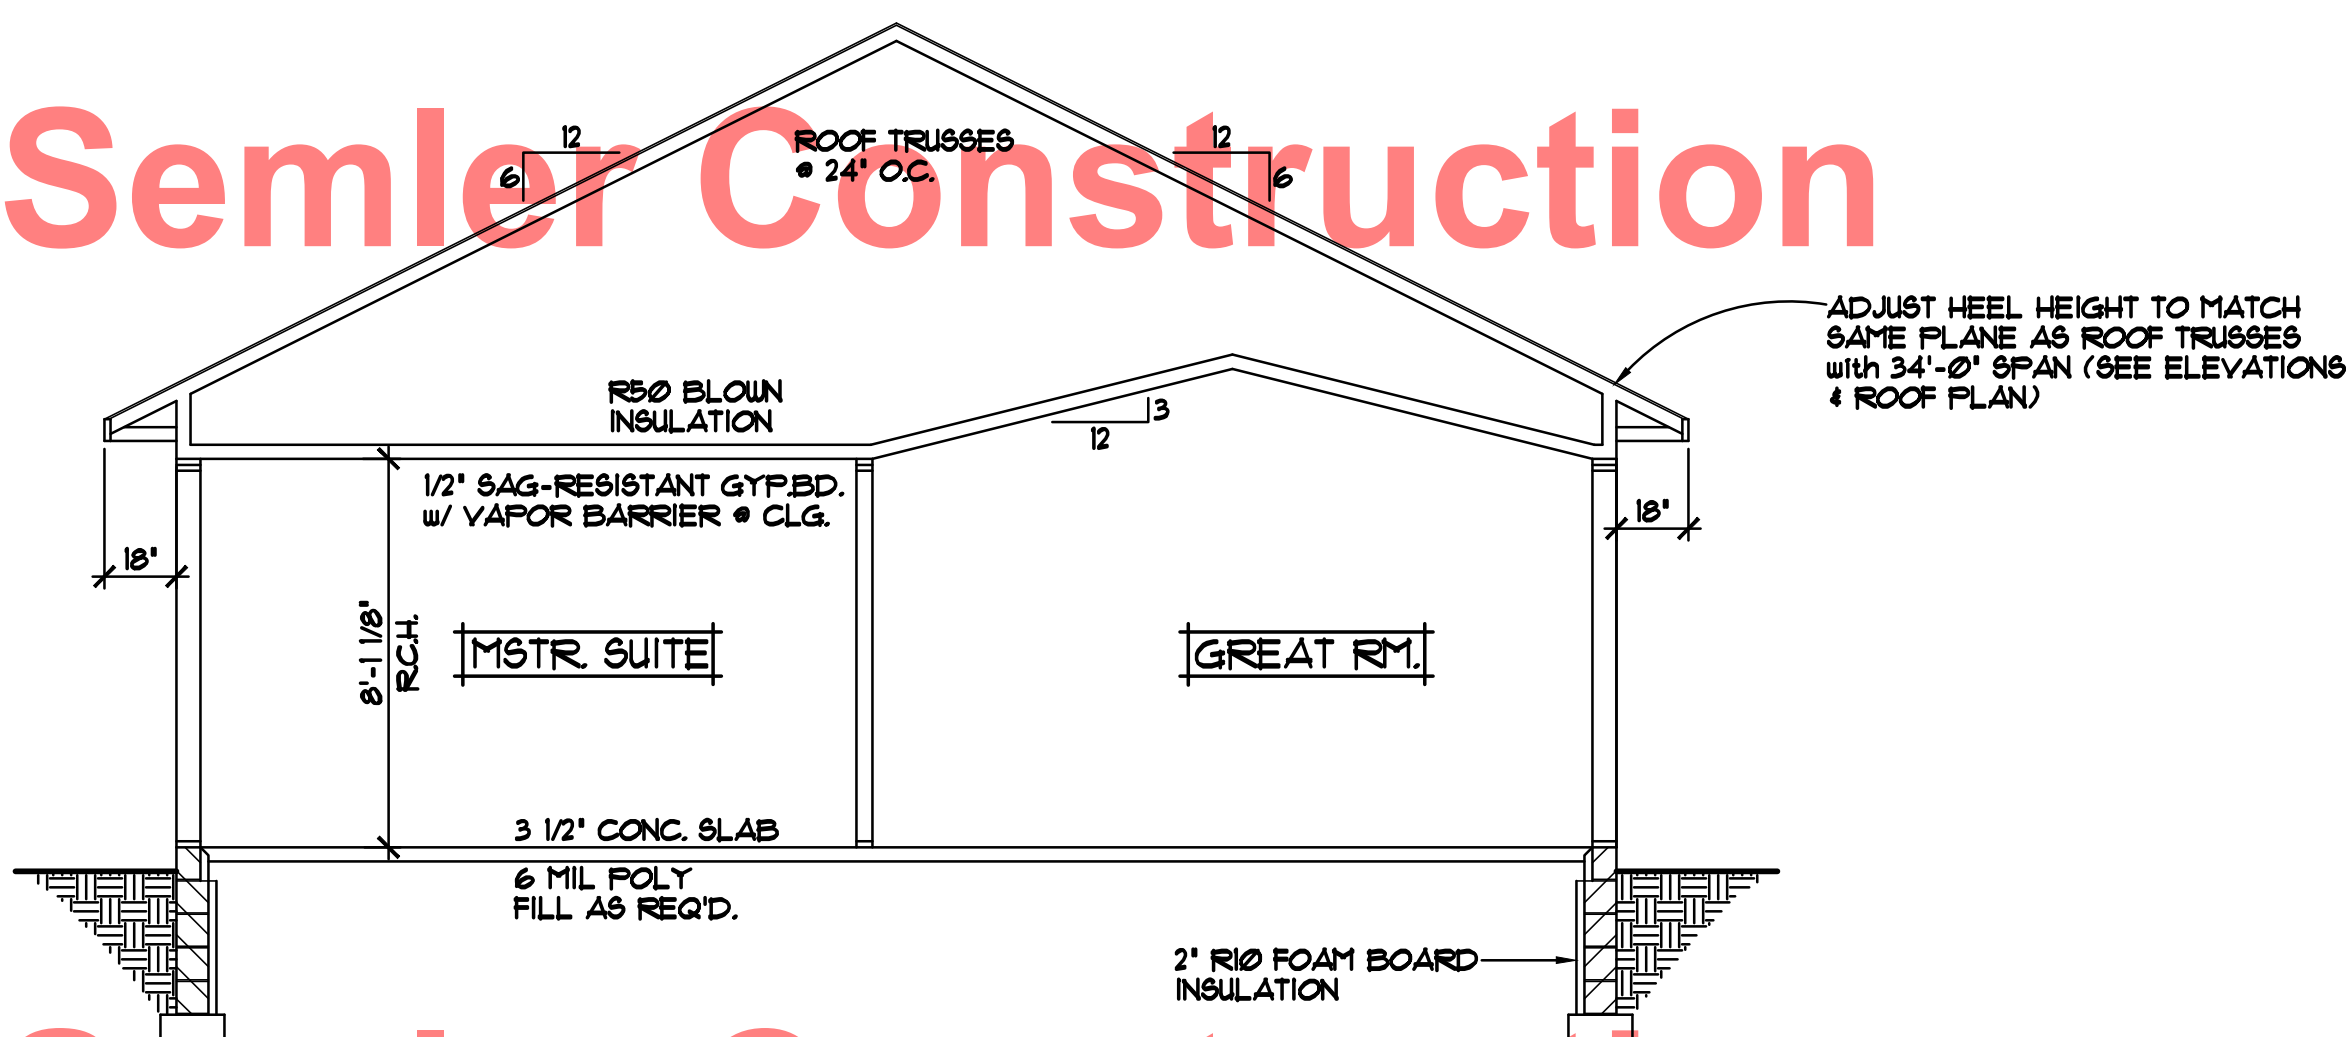 Semler Construction
12
6
ROOF TRUSSES
@ 24" O.C.
12
6
ADJUST HEEL HEIGHT TO MATCH
SAME PLANE AS ROOF TRUSSES
with 34'-0" SPAN (SEE ELEVATIONS
& ROOF PLAN)
R50 BLOWN
INSULATION
3
12
1/2" SAG-RESISTANT GYP.BD.
w/ VAPOR BARRIER @ CLG.
18"
18"
8'-1 1/8"
R.C.H.
MSTR. SUITE
GREAT RM.
3 1/2" CONC. SLAB
6 MIL POLY
FILL AS REQ'D.
2" R10 FOAM BOARD
INSULATION